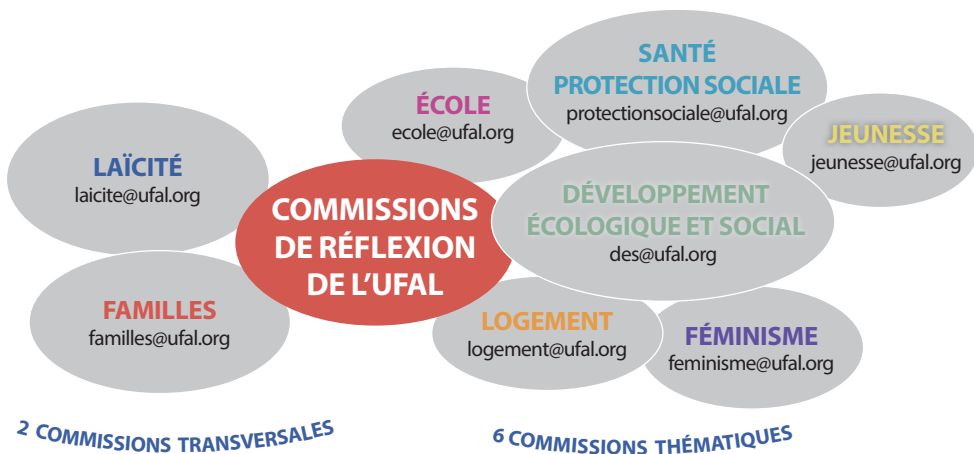 SANTÉ
PROTECTION SOCIALE
protectionsociale@ufal.org
ÉCOLE
ecole@ufal.org
JEUNESSE
jeunesse@ufal.org
LAÏCITÉ
laicite@ufal.org
COMMISSIONS
DE RÉFLEXION
DE L'UFAL
DÉVELOPPEMENT
ÉCOLOGIQUE ET SOCIAL
des@ufal.org
FAMILLES
familles@ufal.org
LOGEMENT
logement@ufal.org
FÉMINISME
feminisme@ufal.org
2 COMMISSIONS TRANSVERSALES
6 COMMISSIONS THÉMATIQUES